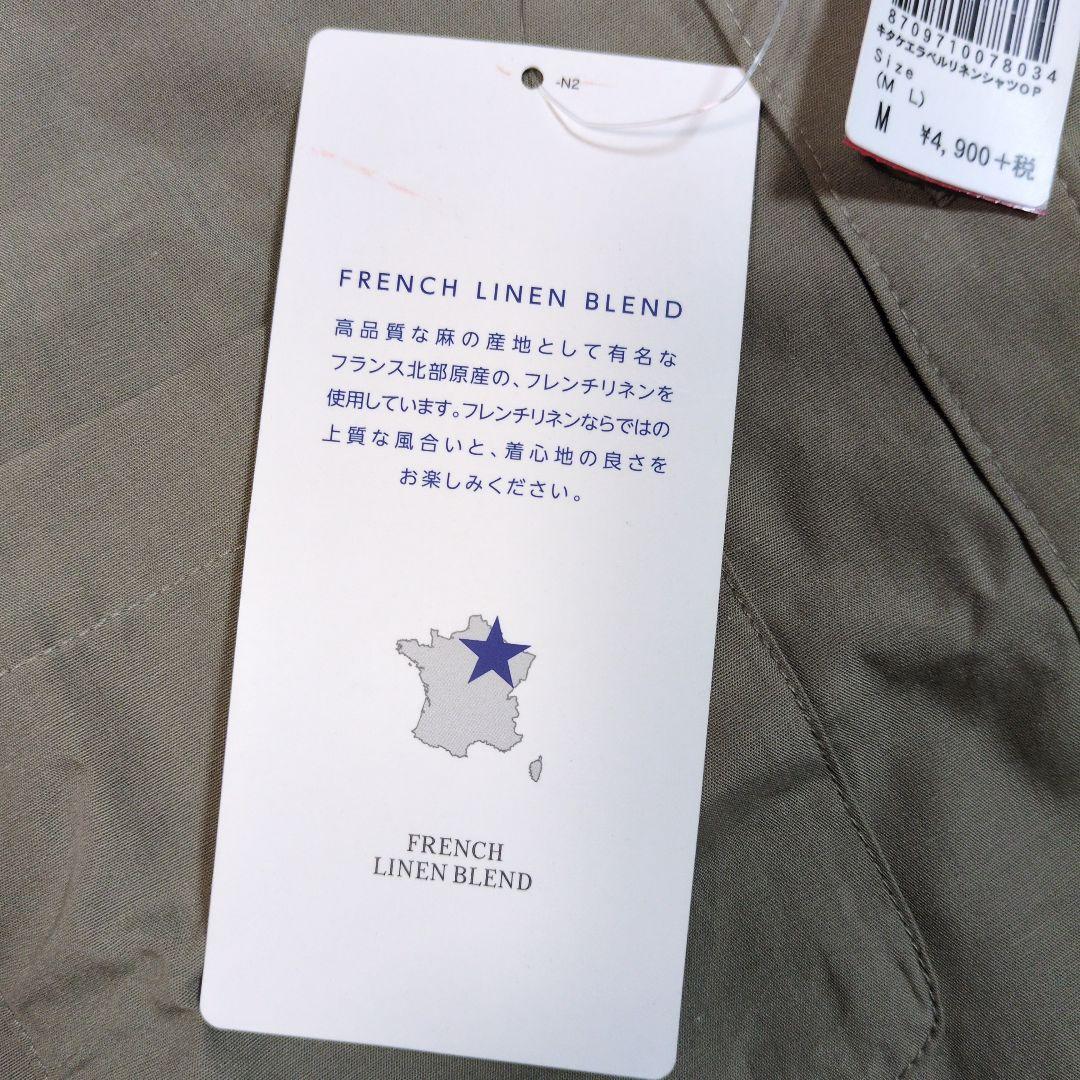 -N2
FRENCH LINEN BLEND
高品質な麻の産地として有名な
フランス北部原産の、フレンチリネンを
使用しています。フレンチリネンならではの
上質な風合いと、着心地の良さを
お楽しみください。
FRENCH
LINEN BLEND
8709710078034
キタケエラベルリネンシャツOP
Size
(M L)
M ¥4,900+税